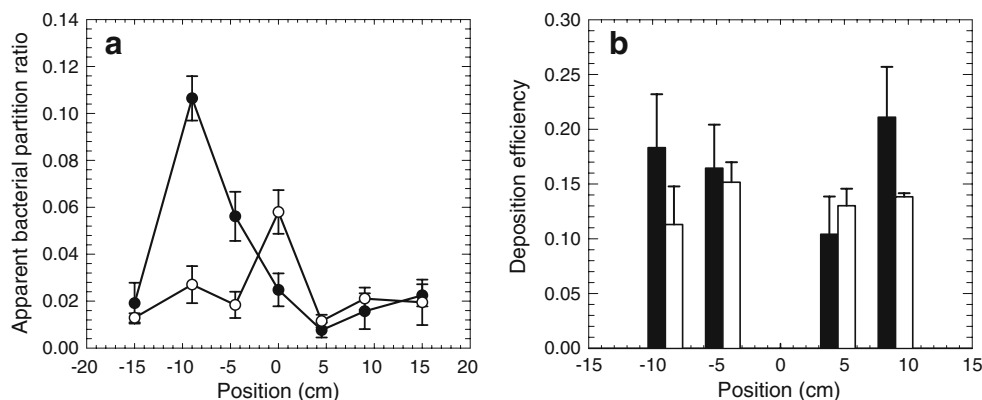 a
Apparent bacterial partition ratio
0.14
0.12
0.10
0.08
0.06
0.04
0.02
0.00
-20 -15 -10 -5 0 5 10 15 20
Position (cm)
b
Deposition efficiency
0.30
0.25
0.20
0.15
0.10
0.05
0.00
-15 -10 -5 0 5 10 15
Position (cm)